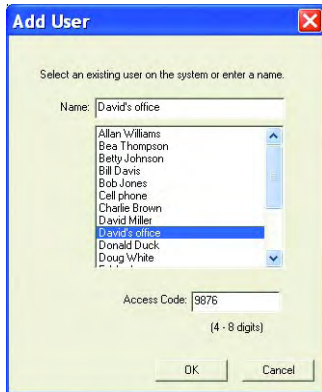 Add User
Select an existing user on the system or enter a name.
Name: David's office
Allan Williams
Bea Thompson
Betty Johnson
Bill Davis
Bob Jones
Cell phone
Charlie Brown
David Miller
David's office
Donald Duck
Doug White
Access Code: 9876
(4 - 8 digits)
OK Cancel